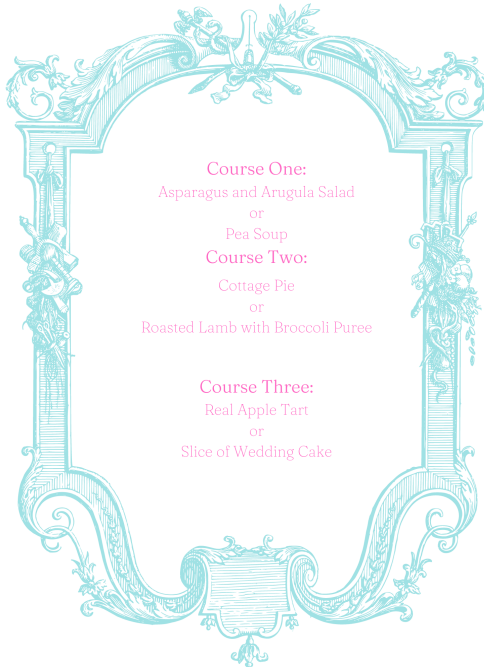 Course One:
Asparagus and Arugula Salad
or
Pea Soup
Course Two:
Cottage Pie
or
Roasted Lamb with Broccoli Puree
Course Three:
Real Apple Tart
or
Slice of Wedding Cake